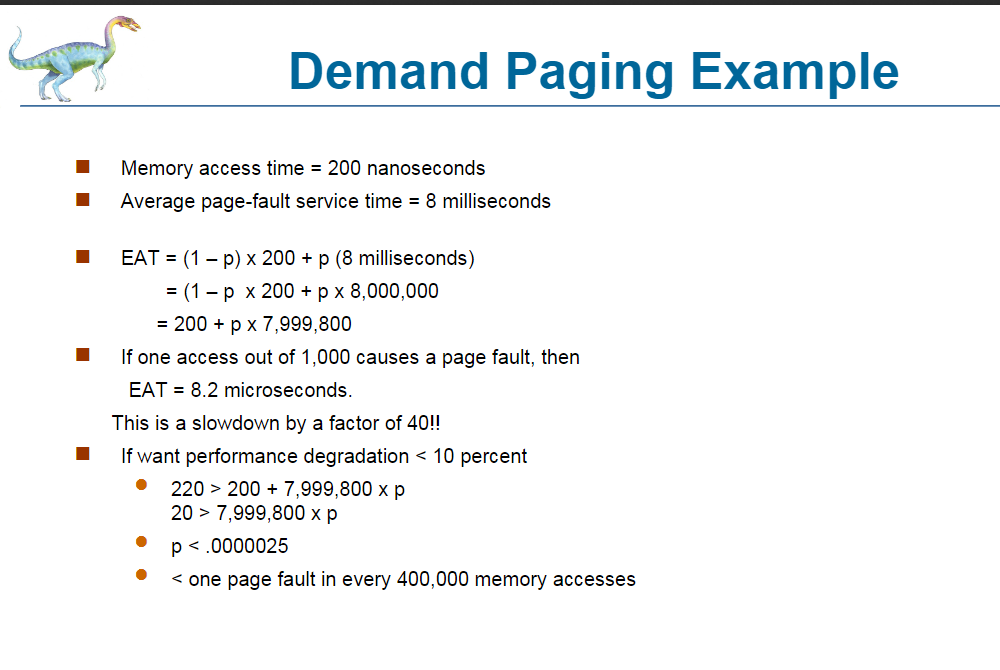 Demand Paging Example
Memory access time = 200 nanoseconds
Average page-fault service time = 8 milliseconds
EAT = (1 – p) x 200 + p (8 milliseconds)
= (1 – p x 200 + p x 8,000,000
= 200 + p x 7,999,800
If one access out of 1,000 causes a page fault, then
EAT = 8.2 microseconds.
This is a slowdown by a factor of 40!!
If want performance degradation < 10 percent
220 > 200 + 7,999,800 x p
20 > 7,999,800 x p
p < .0000025
< one page fault in every 400,000 memory accesses